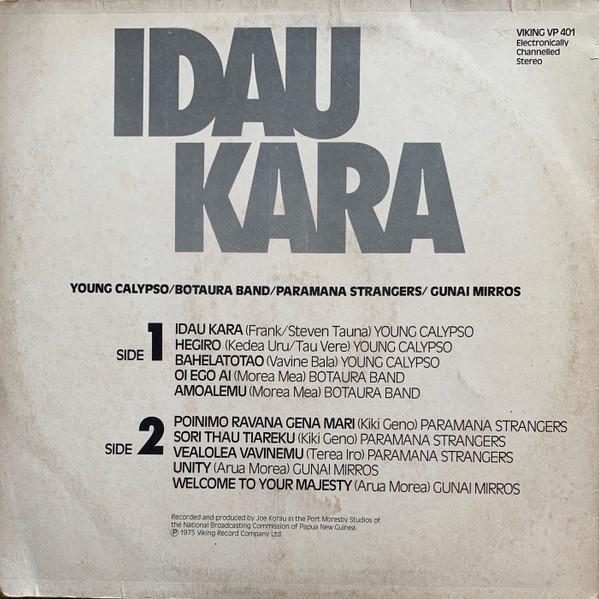 IDAU
KARA
VIKING VP 401
Electronically
Channelled
Stereo
YOUNG CALYPSO/BOTAURA BAND/PARAMANA STRANGERS/ GUNAI MIRROS
SIDE 1
IDAU KARA (Frank/Steven Tauna) YOUNG CALYPSO
HEGIRO (Kedea Uru/Tau Vere) YOUNG CALYPSO
BAHELATOTAO (Vavine Bala) YOUNG CALYPSO
OI EGO AI (Morea Mea) BOTAURA BAND
AMOALEMU (Morea Mea) BOTAURA BAND
SIDE 2
POINIMO RAVANA GENA MARI (Kiki Geno) PARAMANA STRANGERS
SORI THAU TIAREKU (Kiki Geno) PARAMANA STRANGERS
VEALOLEA VAVINEMU (Terea Iro) PARAMANA STRANGERS
UNITY (Arua Morea) GUNAI MIRROS
WELCOME TO YOUR MAJESTY (Arua Morea) GUNAI MIRROS
Recorded and produced by Joe Korau in the Port Moresby Studios of
the National Broadcasting Commission of Papua New Guinea.
℗ 1975 Viking Record Company Ltd.